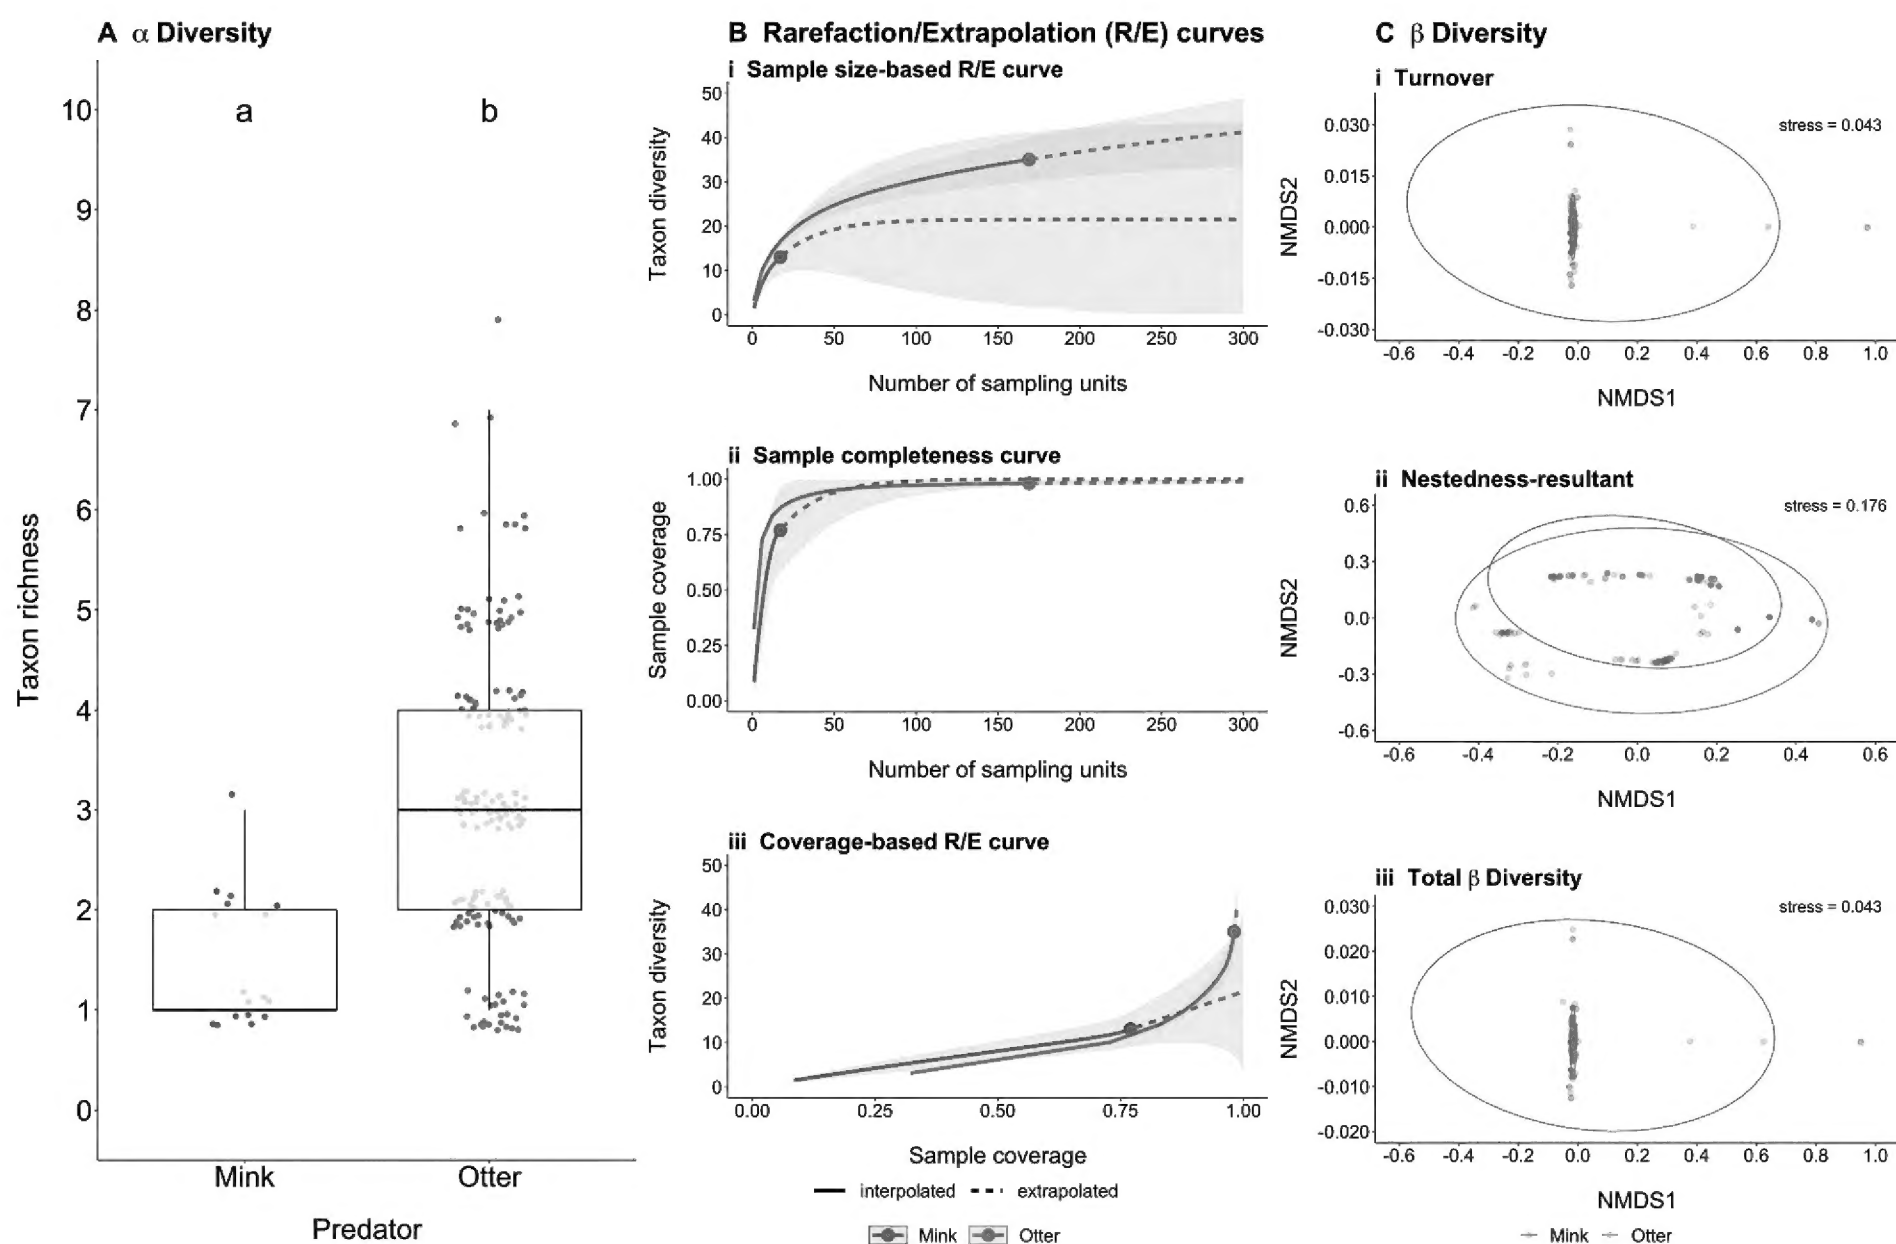 A α Diversity
Taxon richness
10
9
8
7
6
5
4
3
2
1
0
a
b
Mink
Otter
Predator
B Rarefaction/Extrapolation (R/E) curves
i Sample size-based R/E curve
Taxon diversity
50
40
30
20
10
0
0 50 100 150 200 250 300
Number of sampling units
ii Sample completeness curve
Sample coverage
1.00
0.75
0.50
0.25
0.00
0 50 100 150 200 250 300
Number of sampling units
iii Coverage-based R/E curve
Taxon diversity
50
40
30
20
10
0
0.00 0.25 0.50 0.75 1.00
Sample coverage
interpolated extrapolated
Mink Otter
C β Diversity
i Turnover
stress = 0.043
NMDS2
0.030
0.015
0.000
-0.015
-0.030
-0.6 -0.4 -0.2 0.0 0.2 0.4 0.6 0.8 1.0
NMDS1
ii Nestedness-resultant
stress = 0.176
NMDS2
0.6
0.3
0.0
-0.3
-0.6
-0.6 -0.4 -0.2 0.0 0.2 0.4 0.6
NMDS1
iii Total β Diversity
stress = 0.043
NMDS2
0.030
0.020
0.010
0.000
-0.010
-0.020
-0.6 -0.4 -0.2 0.0 0.2 0.4 0.6 0.8 1.0
NMDS1
Mink Otter